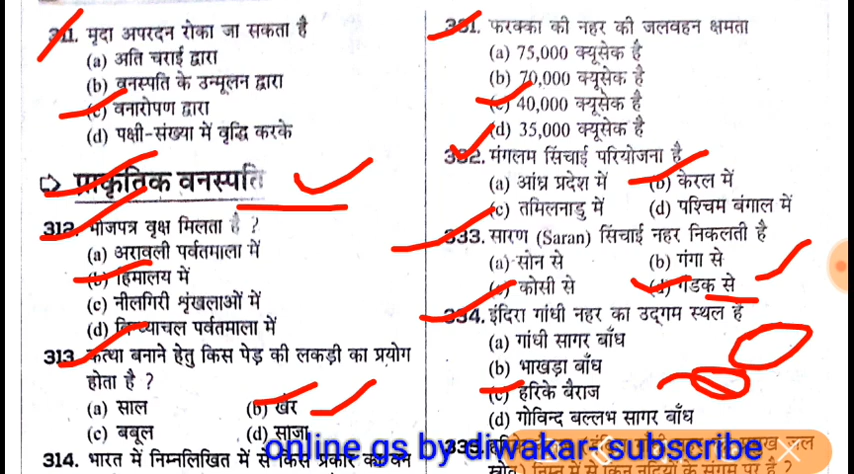 311. मृदा अपरदन रोका जा सकता है
(a) अति चराई द्वारा
(b) वनस्पति के उन्मूलन द्वारा
(c) वनारोपण द्वारा
(d) पक्षी-संख्या में वृद्धि करके
प्राकृतिक वनस्पति
312. भोजपत्र वृक्ष मिलता है ?
(a) अरावली पर्वतमाला में
(b) हिमालय में
(c) नीलगिरी शृंखलाओं में
(d) विन्ध्याचल पर्वतमाला में
313. कत्था बनाने हेतु किस पेड़ की लकड़ी का प्रयोग
होता है ?
(a) साल (b) खैर
(c) बबूल (d) साजा
314. भारत में निम्नलिखित में से किस प्रकार का वन
331. फरक्का की नहर की जलवहन क्षमता
(a) 75,000 क्यूसेक है
(b) 70,000 क्यूसेक है
(c) 40,000 क्यूसेक है
(d) 35,000 क्यूसेक है
332. मंगलम सिंचाई परियोजना है
(a) आंध्र प्रदेश में (b) केरल में
(c) तमिलनाडु में (d) पश्चिम बंगाल में
333. सारण (Saran) सिंचाई नहर निकलती है
(a) सोन से (b) गंगा से
(c) कोसी से (d) गंडक से
334. इंदिरा गांधी नहर का उद्गम स्थल है
(a) गांधी सागर बाँध
(b) भाखड़ा बाँध
(c) हरिके बैराज
(d) गोविन्द बल्लभ सागर बाँध
335. जल
online gs by diwakar- subscribe